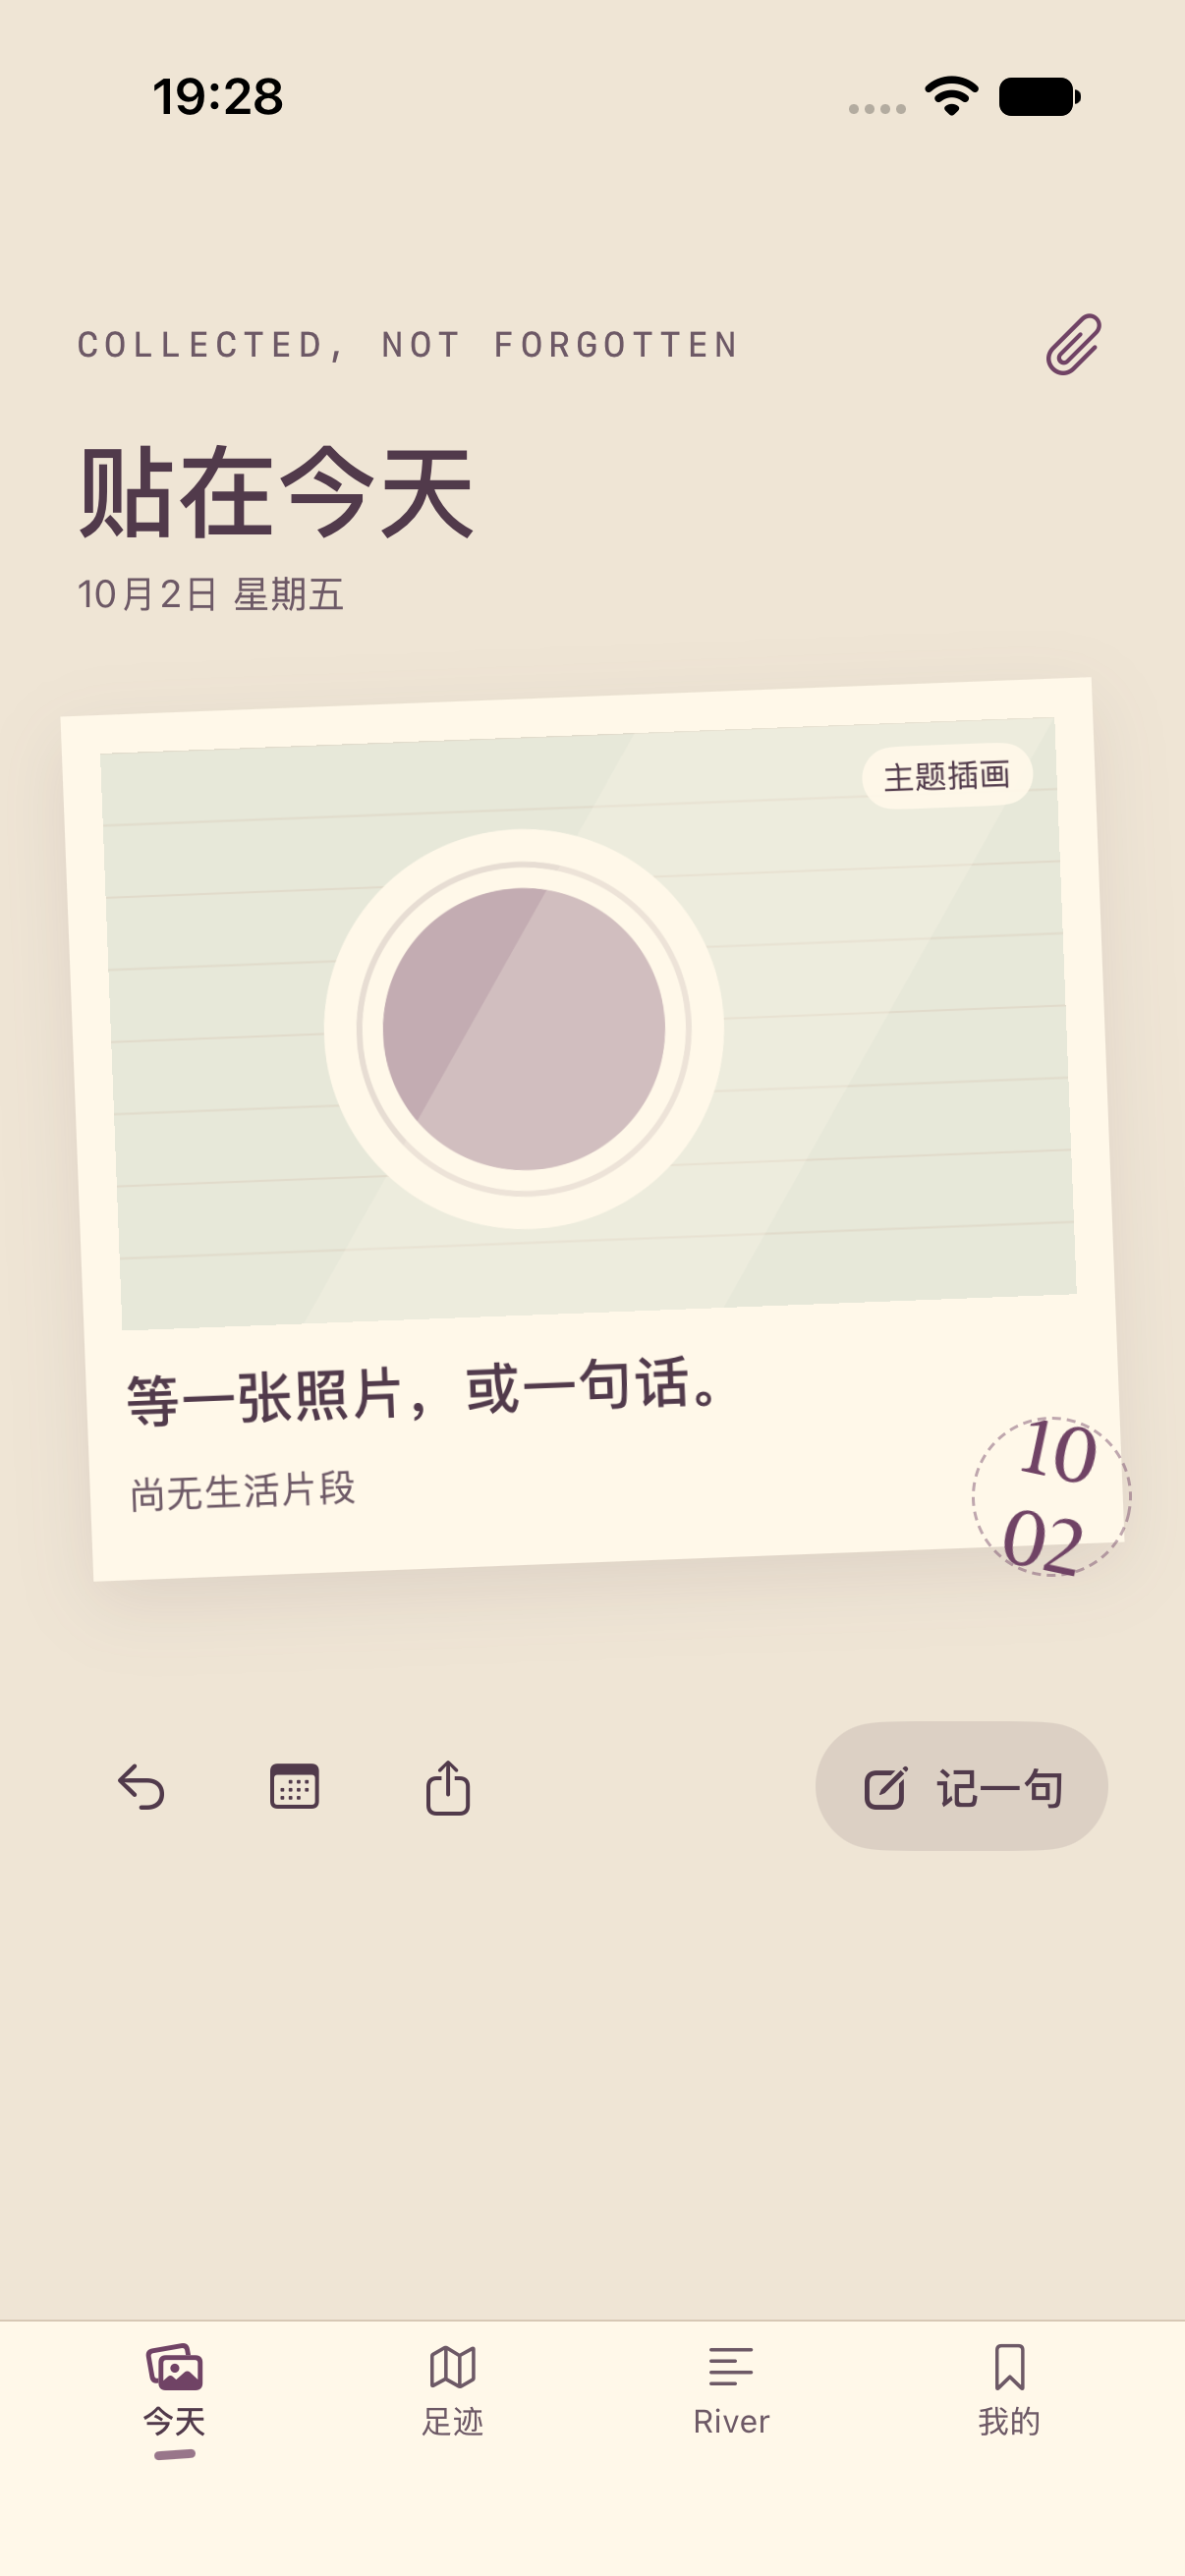 19:28
COLLECTED, NOT FORGOTTEN
贴在今天
10月2日 星期五
主题插画
等一张照片，或一句话。
尚无生活片段
10
02
记一句
今天
足迹
River
我的